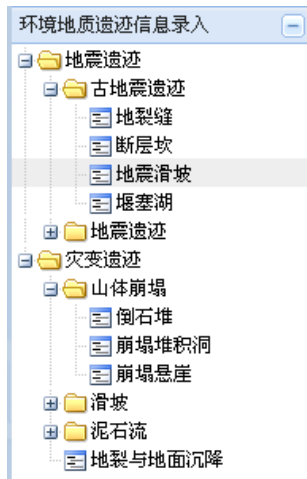 环境地质遗迹信息录入
地震遗迹
古地震遗迹
地裂缝
断层坎
地震滑坡
堰塞湖
地震遗迹
灾变遗迹
山体崩塌
倒石堆
崩塌堆积洞
崩塌悬崖
滑坡
泥石流
地裂与地面沉降